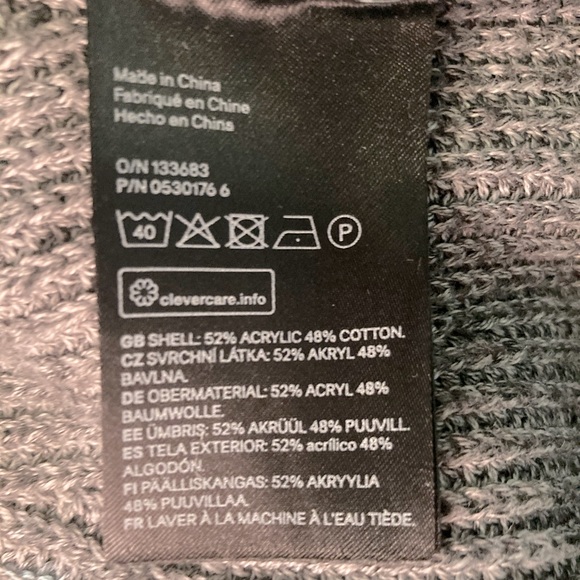 Made in China
Fabriqué en Chine
Hecho en China
O/N 133683
P/N 0530176 6
40 P
clevercare.info
GB SHELL: 52% ACRYLIC 48% COTTON.
CZ SVRCHNÍ LÁTKA: 52% AKRYL 48%
BAVLNA.
DE OBERMATERIAL: 52% ACRYL 48%
BAUMWOLLE.
EE ÜMBRIS: 52% AKRÜÜL 48% PUUVILL.
ES TELA EXTERIOR: 52% acrílico 48%
ALGODÓN.
FI PÄÄLLISKANGAS: 52% AKRYYLIA
48% PUUVILLAA.
FR LAVER À LA MACHINE À L'EAU TIÈDE.